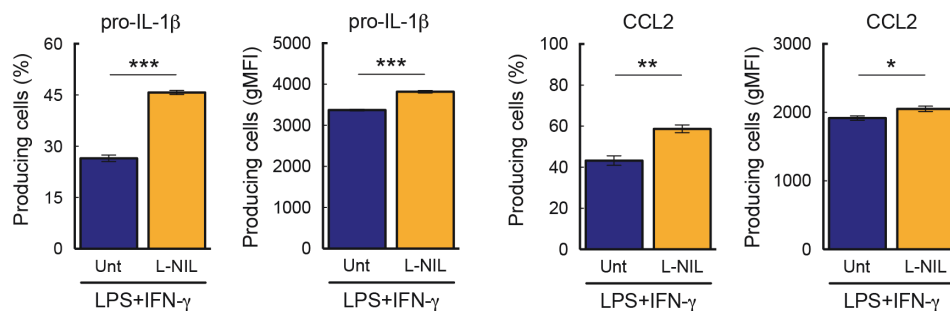 pro-IL-1β
Producing cells (%)
60
45
30
15
0
***
Unt
L-NIL
LPS+IFN-γ
pro-IL-1β
Producing cells (gMFI)
5000
4000
3000
2000
1000
0
***
Unt
L-NIL
LPS+IFN-γ
CCL2
Producing cells (%)
100
80
60
40
20
0
**
Unt
L-NIL
LPS+IFN-γ
CCL2
Producing cells (gMFI)
3000
2000
1000
0
*
Unt
L-NIL
LPS+IFN-γ